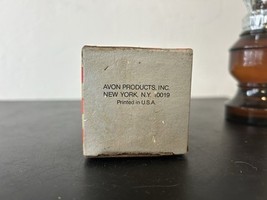 AVON PRODUCTS, INC.
NEW YORK, N.Y. 10019
Printed in U.S.A.